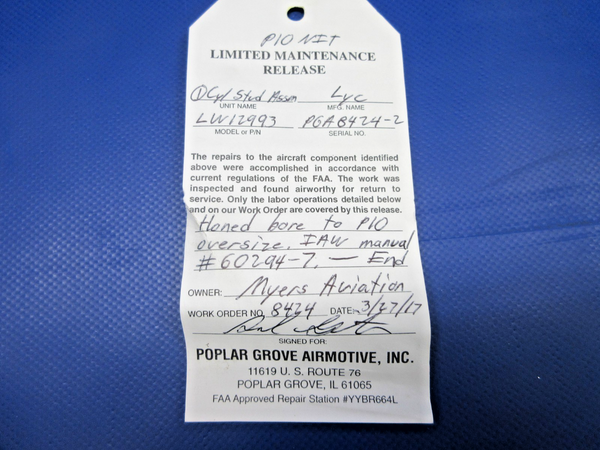 P10 NIT
LIMITED MAINTENANCE
RELEASE
① Cyl Stud Assm Lyc
UNIT NAME MFG. NAME
LW12993 PGA8424-2
MODEL or P/N SERIAL NO.
The repairs to the aircraft component identified
above were accomplished in accordance with
current regulations of the FAA. The work was
inspected and found airworthy for return to
service. Only the labor operations detailed below
and on our Work Order are covered by this release.
Honed bore to P10
oversize, IAW manual
#60294-7. — End
OWNER: Myers Aviation
WORK ORDER NO. 8424 DATE: 3/27/17
SIGNED FOR:
POPLAR GROVE AIRMOTIVE, INC.
11619 U. S. ROUTE 76
POPLAR GROVE, IL 61065
FAA Approved Repair Station #YYBR664L